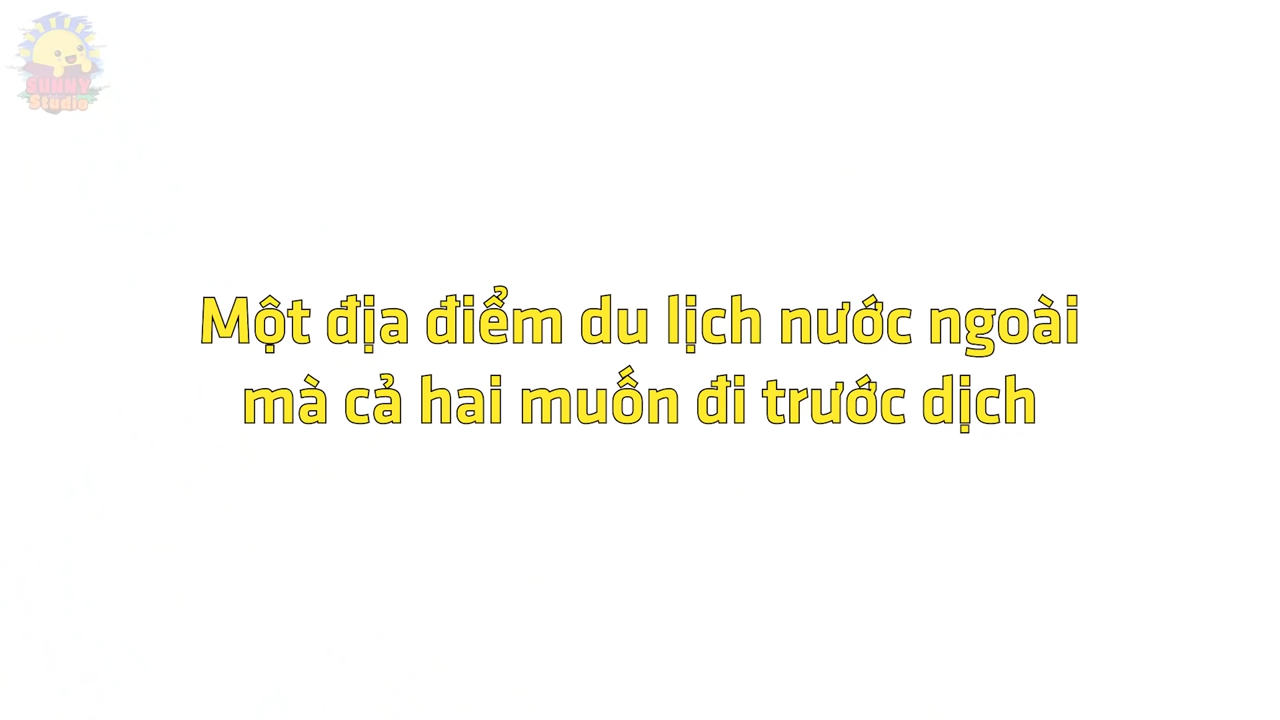 SUNNY
Studio
Một địa điểm du lịch nước ngoài
mà cả hai muốn đi trước dịch